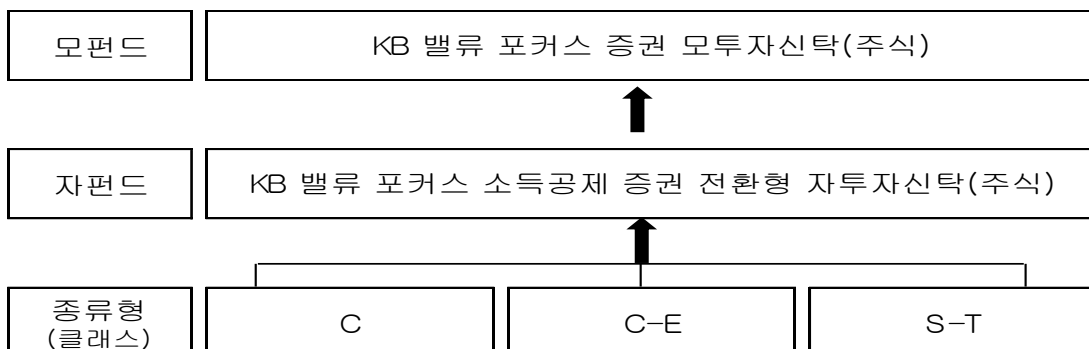 모펀드
KB 밸류 포커스 증권 모투자신탁(주식)
자펀드
KB 밸류 포커스 소득공제 증권 전환형 자투자신탁(주식)
종류형
(클래스)
C
C-E
S-T